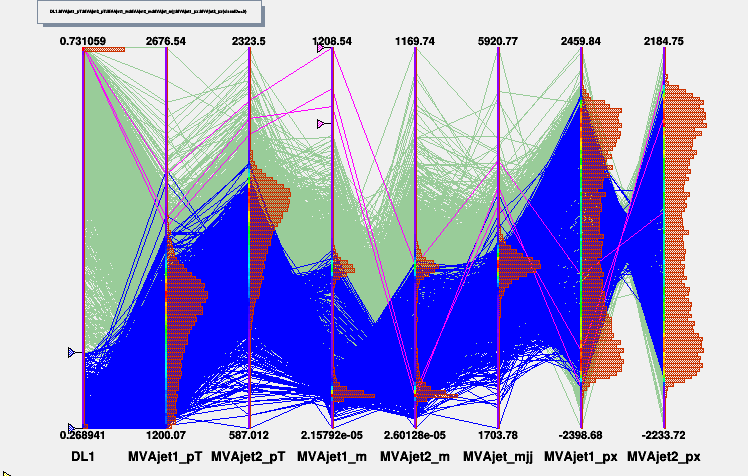 0.731059 2676.54 2323.5 1208.54 1169.74 5920.77 2459.84 2184.75
0.268941 1200.07 587.012 2.15792e-05 2.60128e-05 1703.78 -2398.68 -2233.72
DL1 MVAjet1_pT MVAjet2_pT MVAjet1_m MVAjet2_m MVAjet_mjj MVAjet1_px MVAjet2_px